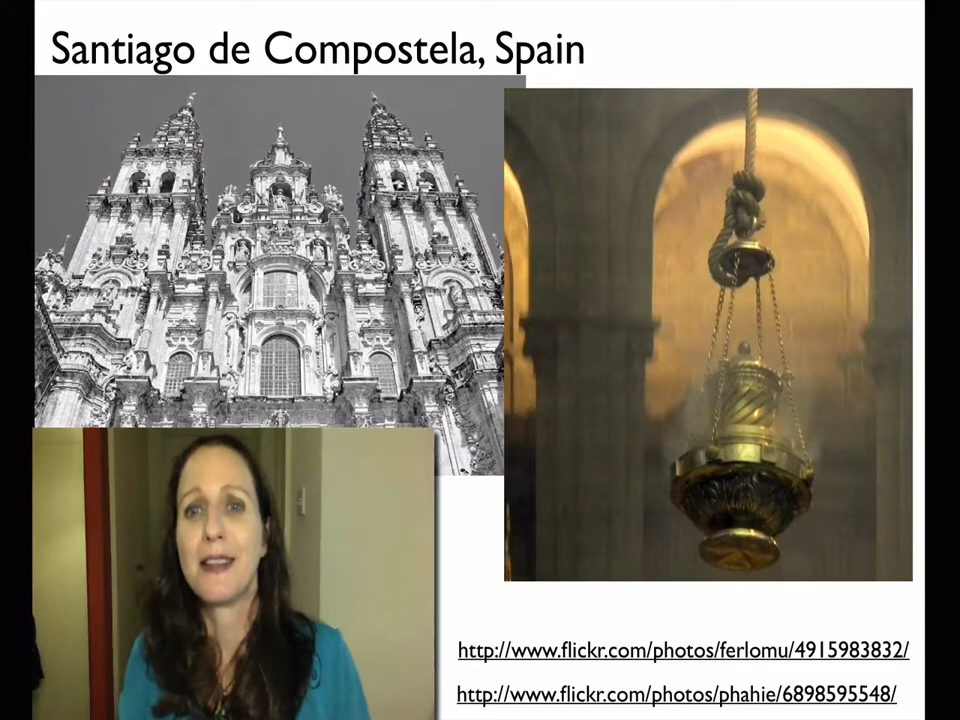 Santiago de Compostela, Spain
http://www.flickr.com/photos/ferlomu/4915983832/
http://www.flickr.com/photos/phahie/6898595548/